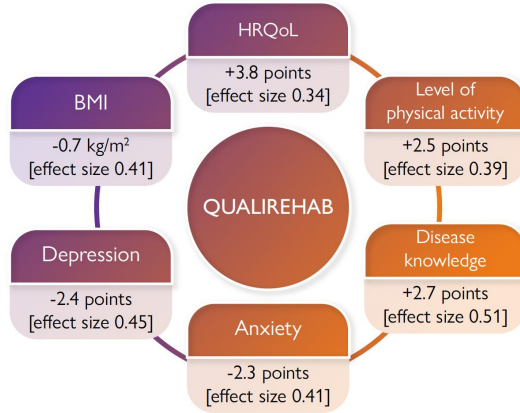 HRQoL
+3.8 points
[effect size 0.34]
BMI
-0.7 kg/m²
[effect size 0.41]
Level of
physical activity
+2.5 points
[effect size 0.39]
QUALIREHAB
Depression
-2.4 points
[effect size 0.45]
Disease
knowledge
+2.7 points
[effect size 0.51]
Anxiety
-2.3 points
[effect size 0.41]